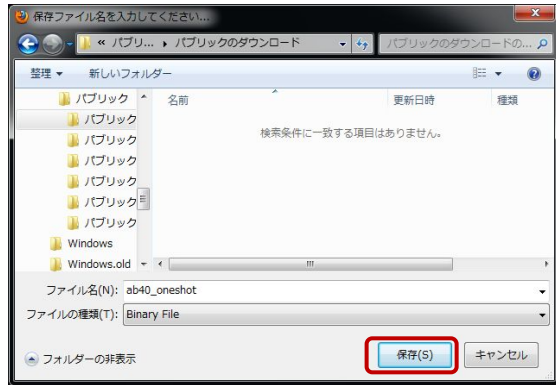 保存ファイル名を入力してください...
« パブリ... ▸ パブリックのダウンロード
パブリックのダウンロードの...
整理 ▼ 新しいフォルダー
パブリック
パブリック
パブリック
パブリック
パブリック
パブリック
パブリック
Windows
Windows.old
名前 更新日時 種類
検索条件に一致する項目はありません。
ファイル名(N): ab40_oneshot
ファイルの種類(T): Binary File
フォルダーの非表示
保存(S) キャンセル